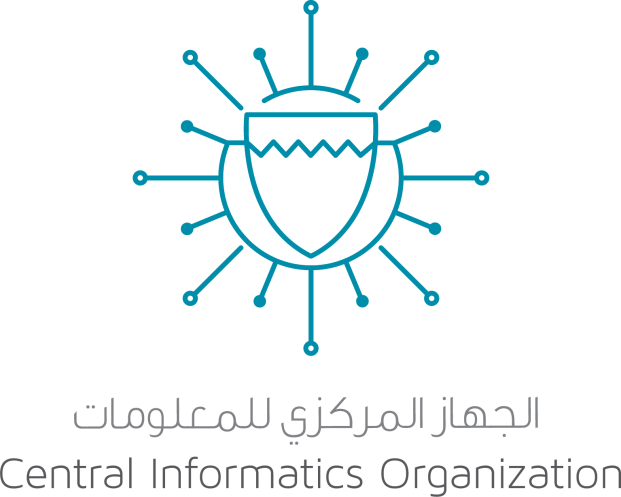 الجهاز المركزي للمعلومات
Central Informatics Organization